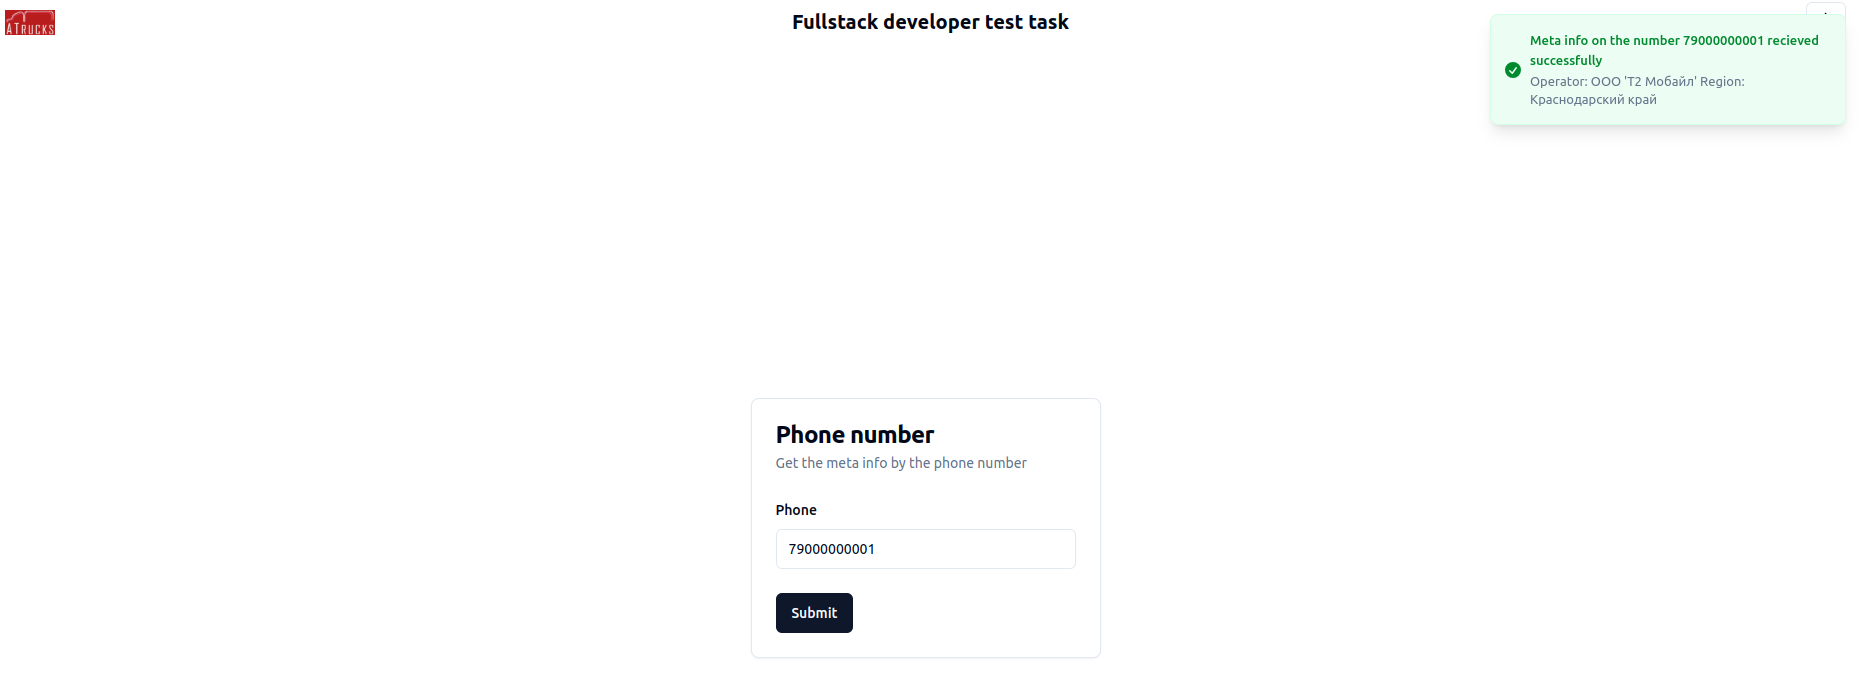 ATRUCKS
Fullstack developer test task
Meta info on the number 79000000001 recieved
successfully
Operator: ООО 'Т2 Мобайл' Region:
Краснодарский край
Phone number
Get the meta info by the phone number
Phone
79000000001
Submit